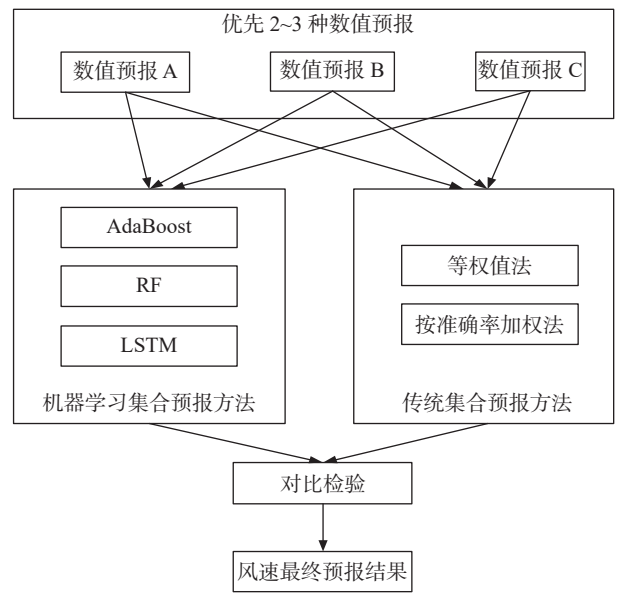 优先 2~3 种数值预报
数值预报 A
数值预报 B
数值预报 C
AdaBoost
RF
LSTM
机器学习集合预报方法
等权值法
按准确率加权法
传统集合预报方法
对比检验
风速最终预报结果